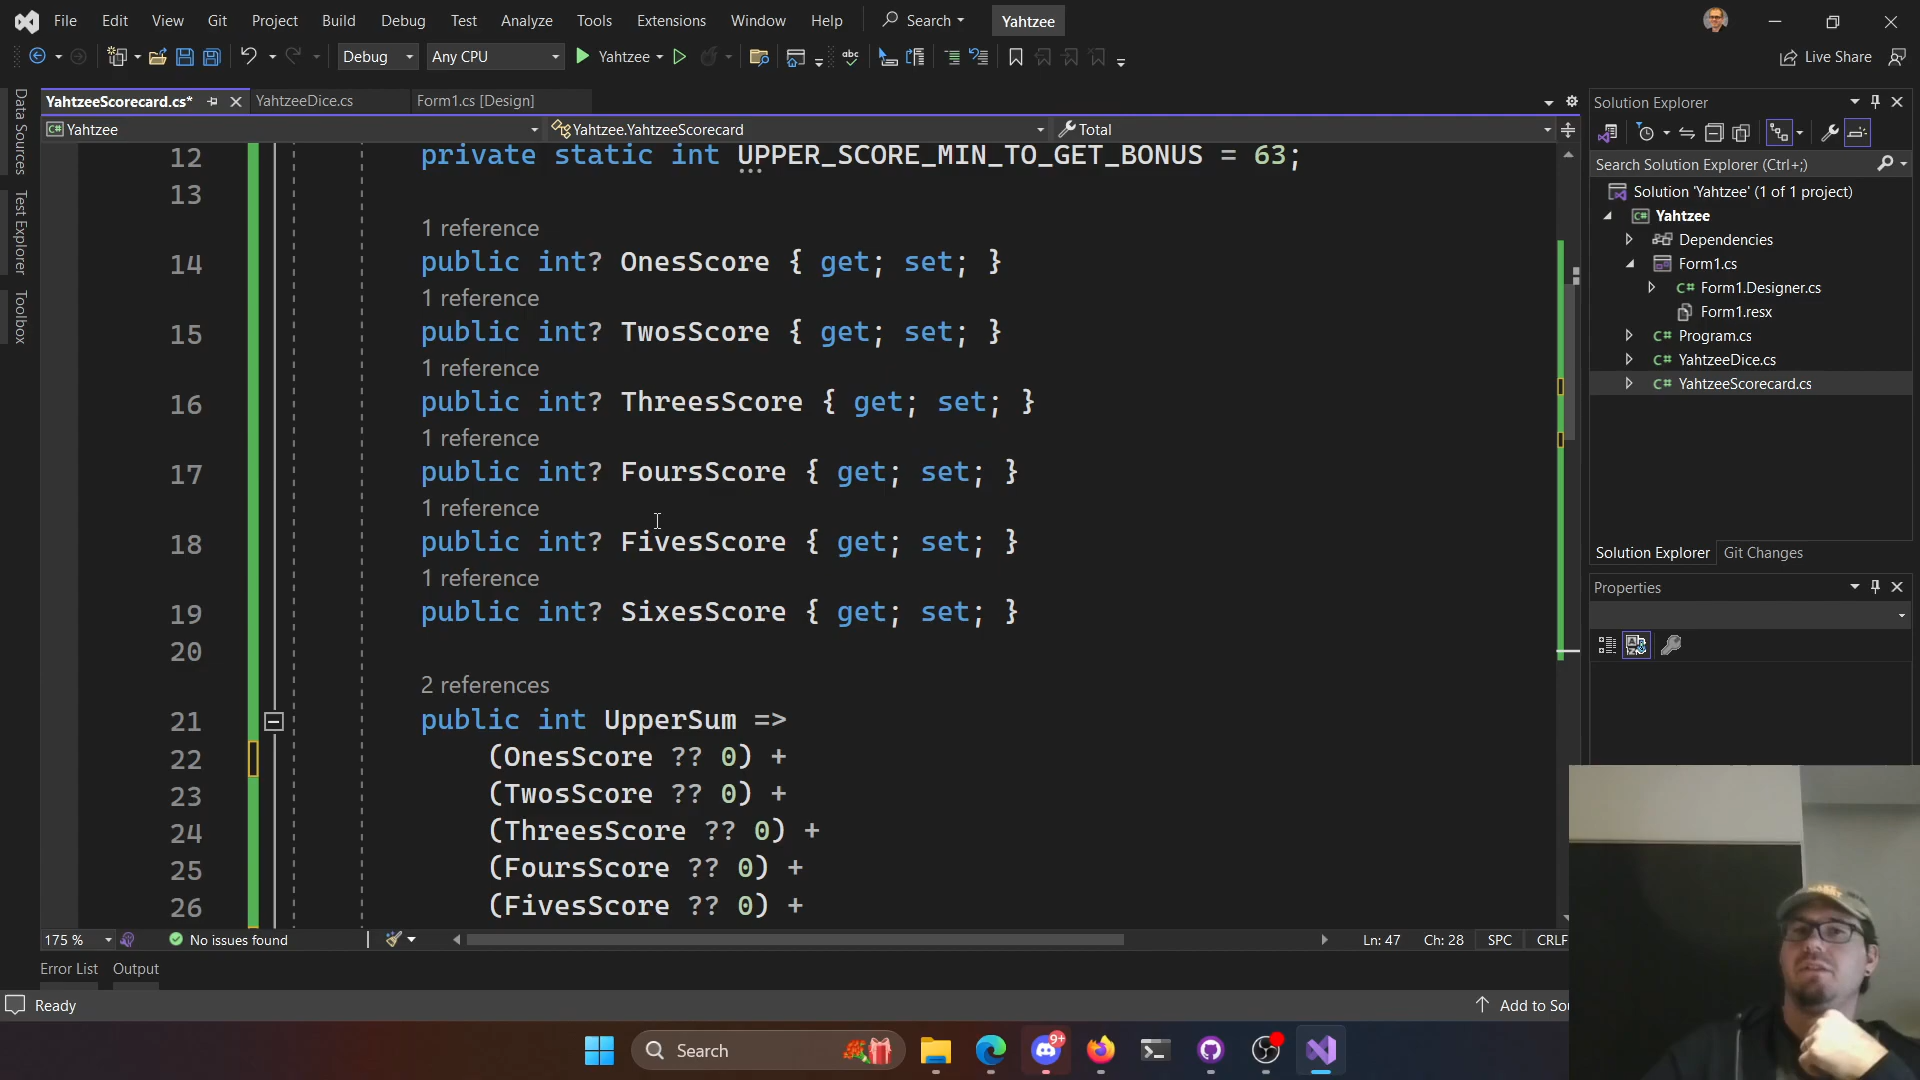 File Edit View Git Project Build Debug Test Analyze Tools Extensions Window Help Search Yahtzee
Debug Any CPU Yahtzee Live Share
YahtzeeScorecard.cs* YahtzeeDice.cs Form1.cs [Design]
Yahtzee Yahtzee.YahtzeeScorecard Total
Data Sources
Test Explorer
Toolbox
12 private static int UPPER_SCORE_MIN_TO_GET_BONUS = 63;
13
1 reference
14 public int? OnesScore { get; set; }
1 reference
15 public int? TwosScore { get; set; }
1 reference
16 public int? ThreesScore { get; set; }
1 reference
17 public int? FoursScore { get; set; }
1 reference
18 public int? FivesScore { get; set; }
1 reference
19 public int? SixesScore { get; set; }
20
2 references
21 public int UpperSum =>
22 (OnesScore ?? 0) +
23 (TwosScore ?? 0) +
24 (ThreesScore ?? 0) +
25 (FoursScore ?? 0) +
26 (FivesScore ?? 0) +
175 % No issues found Ln: 47 Ch: 28 SPC CRLF
Error List Output
Ready Add to So
Solution Explorer
Search Solution Explorer (Ctrl+;)
Solution 'Yahtzee' (1 of 1 project)
Yahtzee
Dependencies
Form1.cs
C# Form1.Designer.cs
Form1.resx
C# Program.cs
C# YahtzeeDice.cs
C# YahtzeeScorecard.cs
Solution Explorer Git Changes
Properties
Search
9+